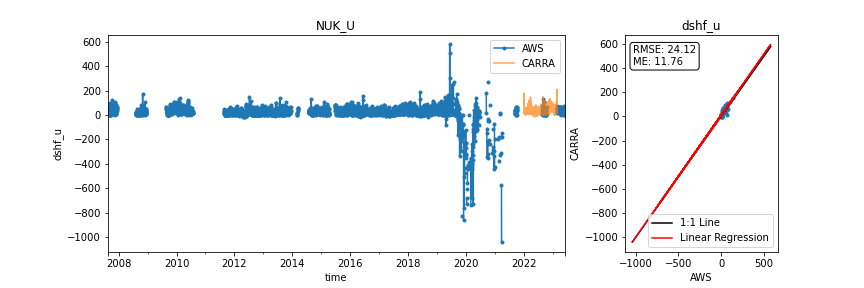 NUK_U
dshf_u
600
400
200
0
−200
−400
−600
−800
−1000
dshf_u
AWS
CARRA
2008
2010
2012
2014
2016
2018
2020
2022
time
600
400
200
0
−200
−400
−600
−800
−1000
CARRA
RMSE: 24.12
ME: 11.76
1:1 Line
Linear Regression
−1000
−500
0
500
AWS